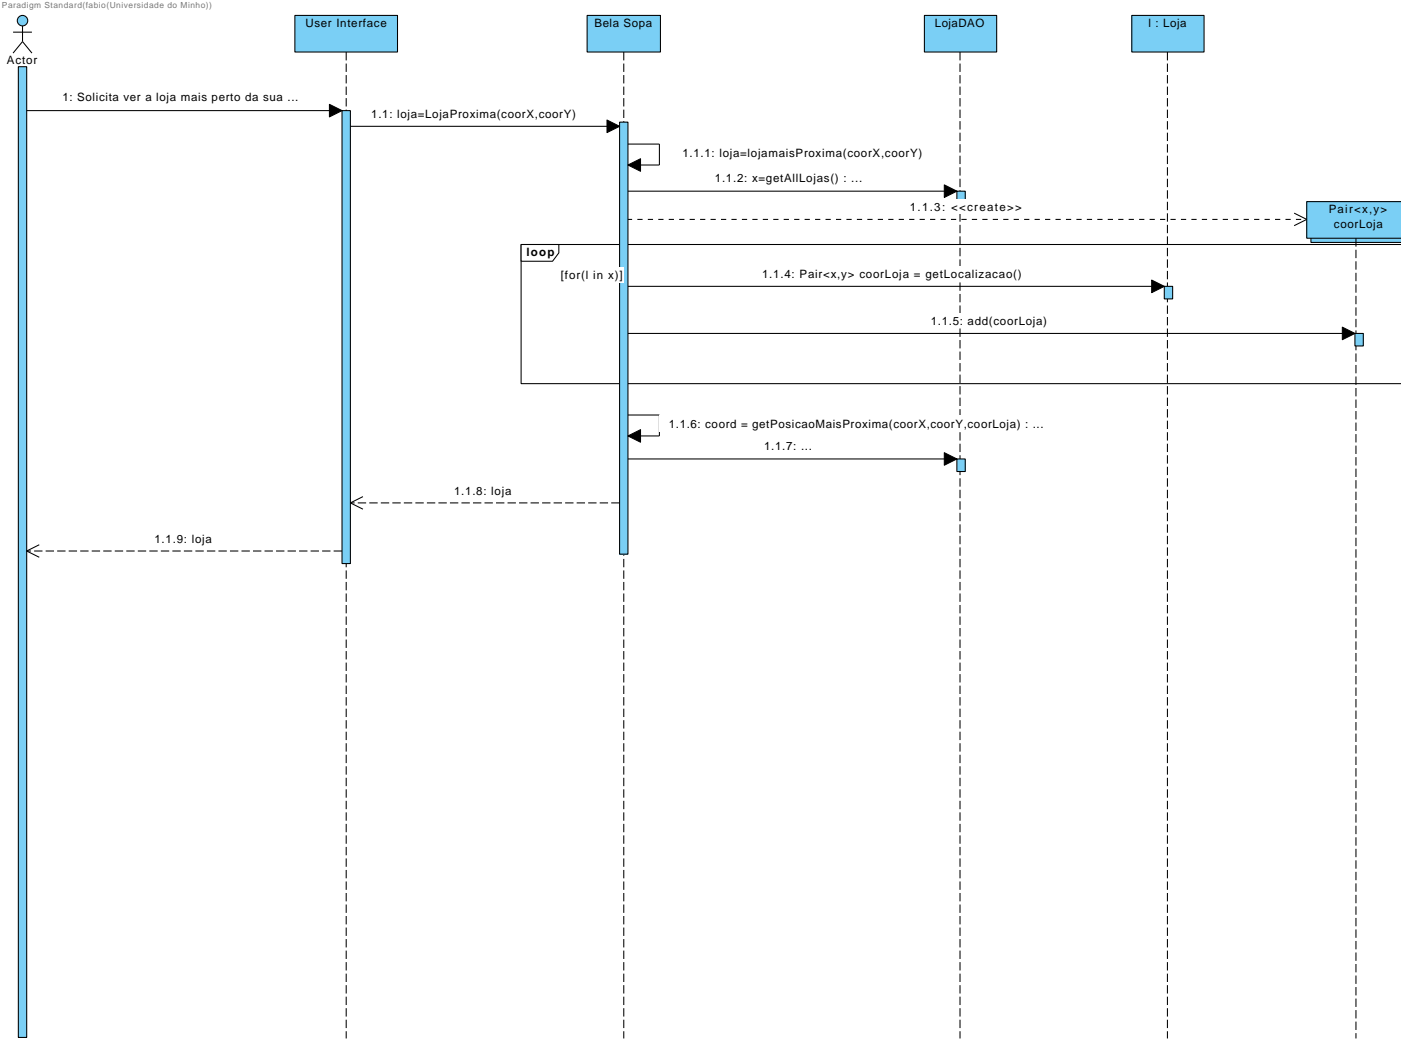 Paradigm Standard(fabio(Universidade do Minho))
User Interface
Bela Sopa
LojaDAO
l : Loja
Actor
1: Solicita ver a loja mais perto da sua ...
1.1: loja=LojaProxima(coorX,coorY)
1.1.1: loja=lojamaisProxima(coorX,coorY)
1.1.2: x=getAllLojas() : ...
1.1.3: <<create>>
Pair<x,y>
coorLoja
loop
[for(l in x)]
1.1.4: Pair<x,y> coorLoja = getLocalizacao()
1.1.5: add(coorLoja)
1.1.6: coord = getPosicaoMaisProxima(coorX,coorY,coorLoja) : ...
1.1.7: ...
1.1.8: loja
1.1.9: loja